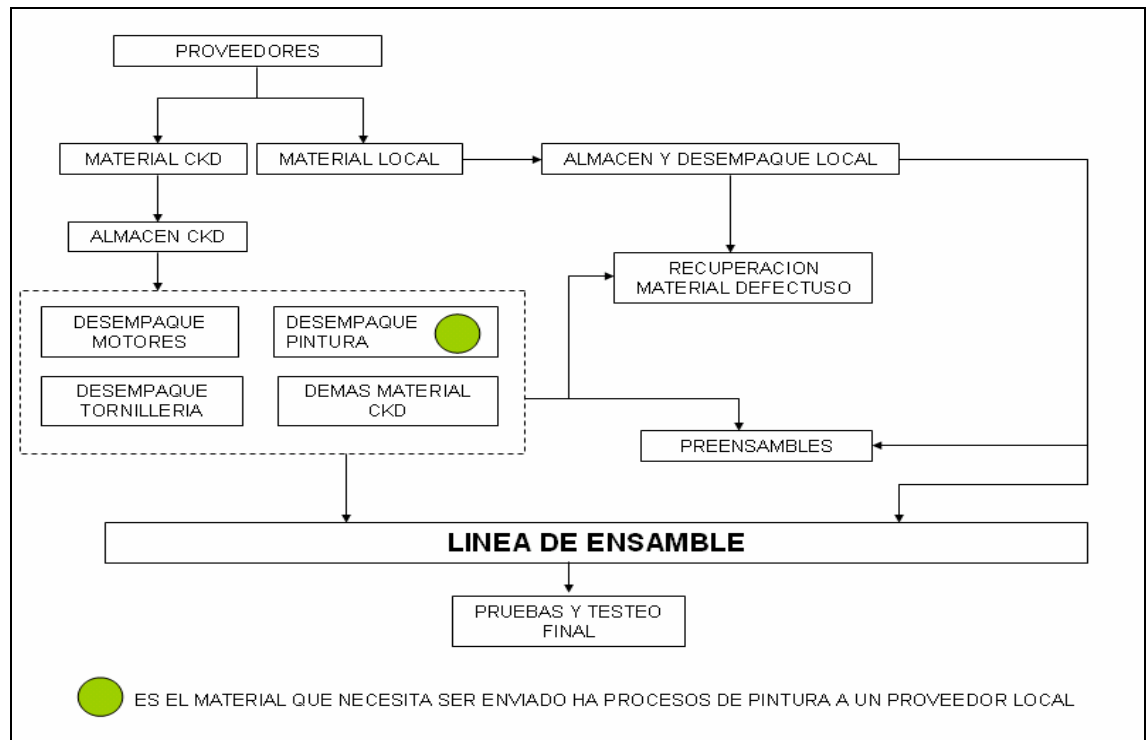 PROVEEDORES
MATERIAL CKD
MATERIAL LOCAL
ALMACEN Y DESEMPAQUE LOCAL
ALMACEN CKD
RECUPERACION
MATERIAL DEFECTUSO
DESEMPAQUE
MOTORES
DESEMPAQUE
PINTURA
DESEMPAQUE
TORNILLERIA
DEMAS MATERIAL
CKD
PREENSAMBLES
LINEA DE ENSAMBLE
PRUEBAS Y TESTEO
FINAL
ES EL MATERIAL QUE NECESITA SER ENVIADO HA PROCESOS DE PINTURA A UN PROVEEDOR LOCAL